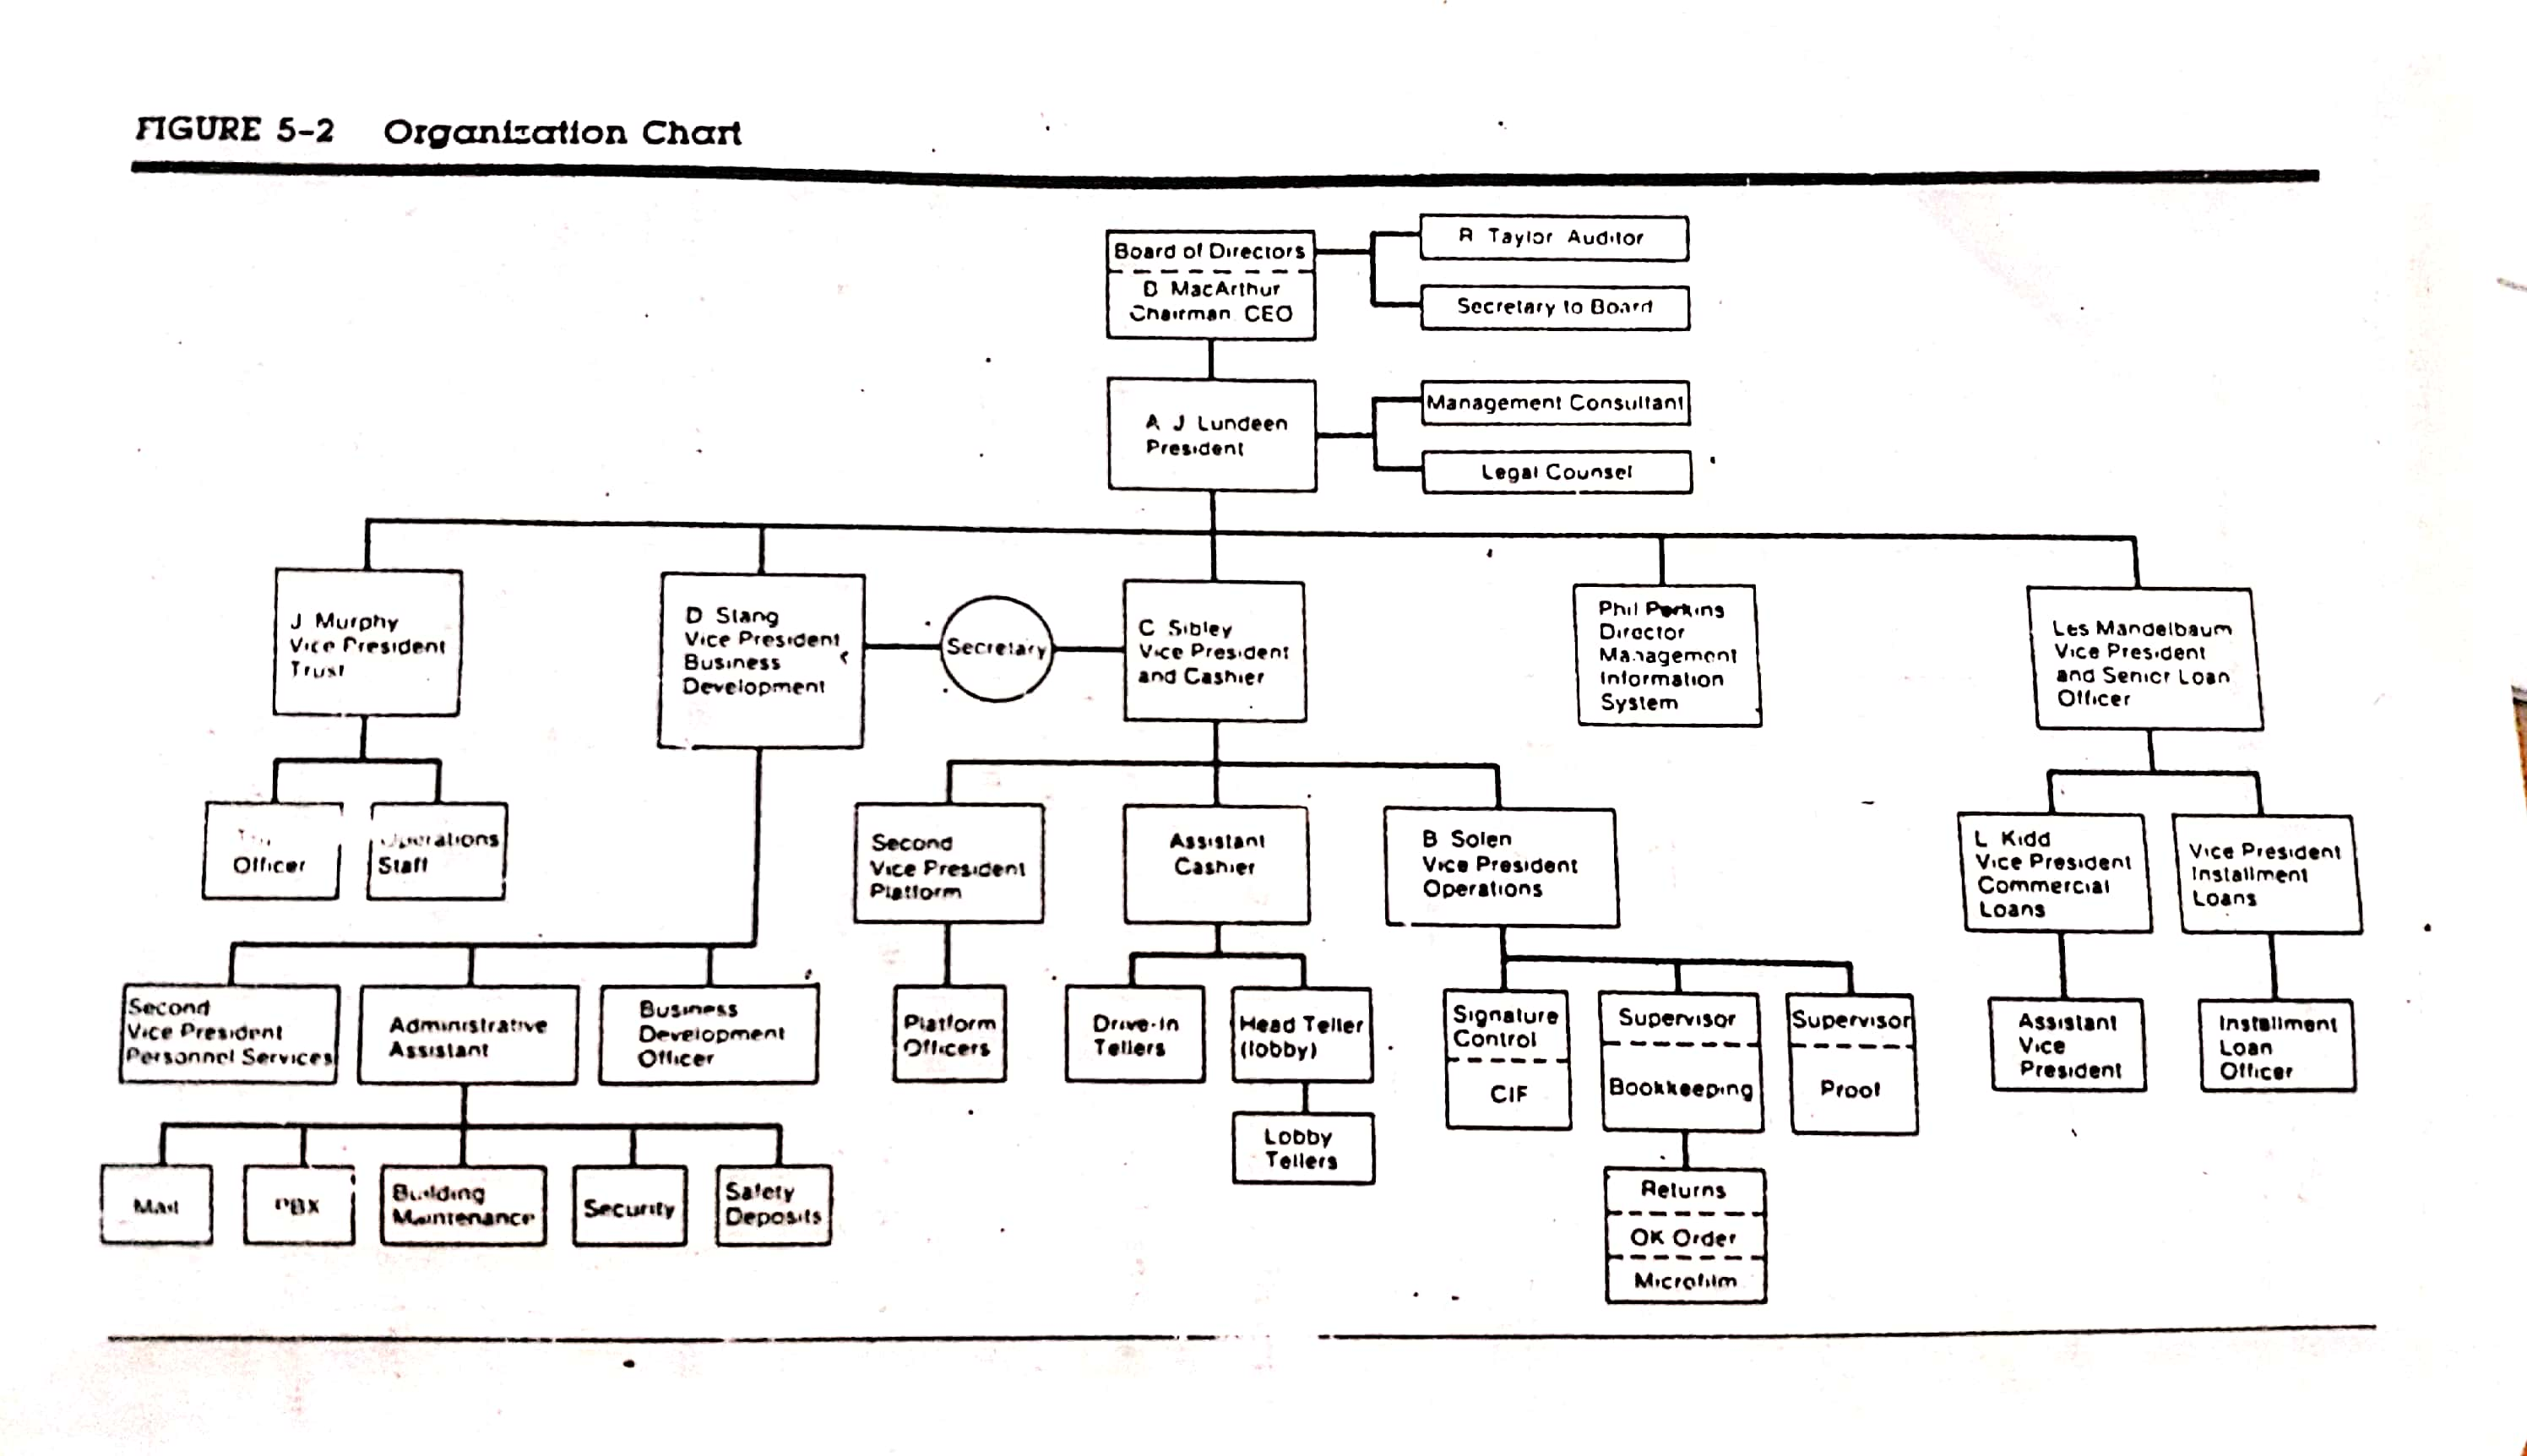 FIGURE 5-2 Organization Chart
R Taylor Auditor
Board of Directors
D MacArthur
Chairman CEO
Secretary to Board
Management Consultant
A J Lundeen
President
Legal Counsel
J Murphy
Vice President
Trust
D Stang
Vice President
Business
Development
Secretary
C Sibley
Vice President
and Cashier
Phil Perkins
Director
Management
Information
System
Les Mandelbaum
Vice President
and Senior Loan
Officer
Officer
Operations
Staff
Second
Vice President
Platform
Assistant
Cashier
B Solen
Vice President
Operations
L Kidd
Vice President
Commercial
Loans
Vice President
Installment
Loans
Second
Vice President
Personnel Services
Administrative
Assistant
Business
Development
Officer
Platform
Officers
Drive-In
Tellers
Head Teller
(lobby)
Signature
Control
CIF
Supervisor
Bookkeeping
Supervisor
Proof
Assistant
Vice
President
Installment
Loan
Officer
Lobby
Tellers
Mail
PBX
Building
Maintenance
Security
Safety
Deposits
Returns
OK Order
Microfilm